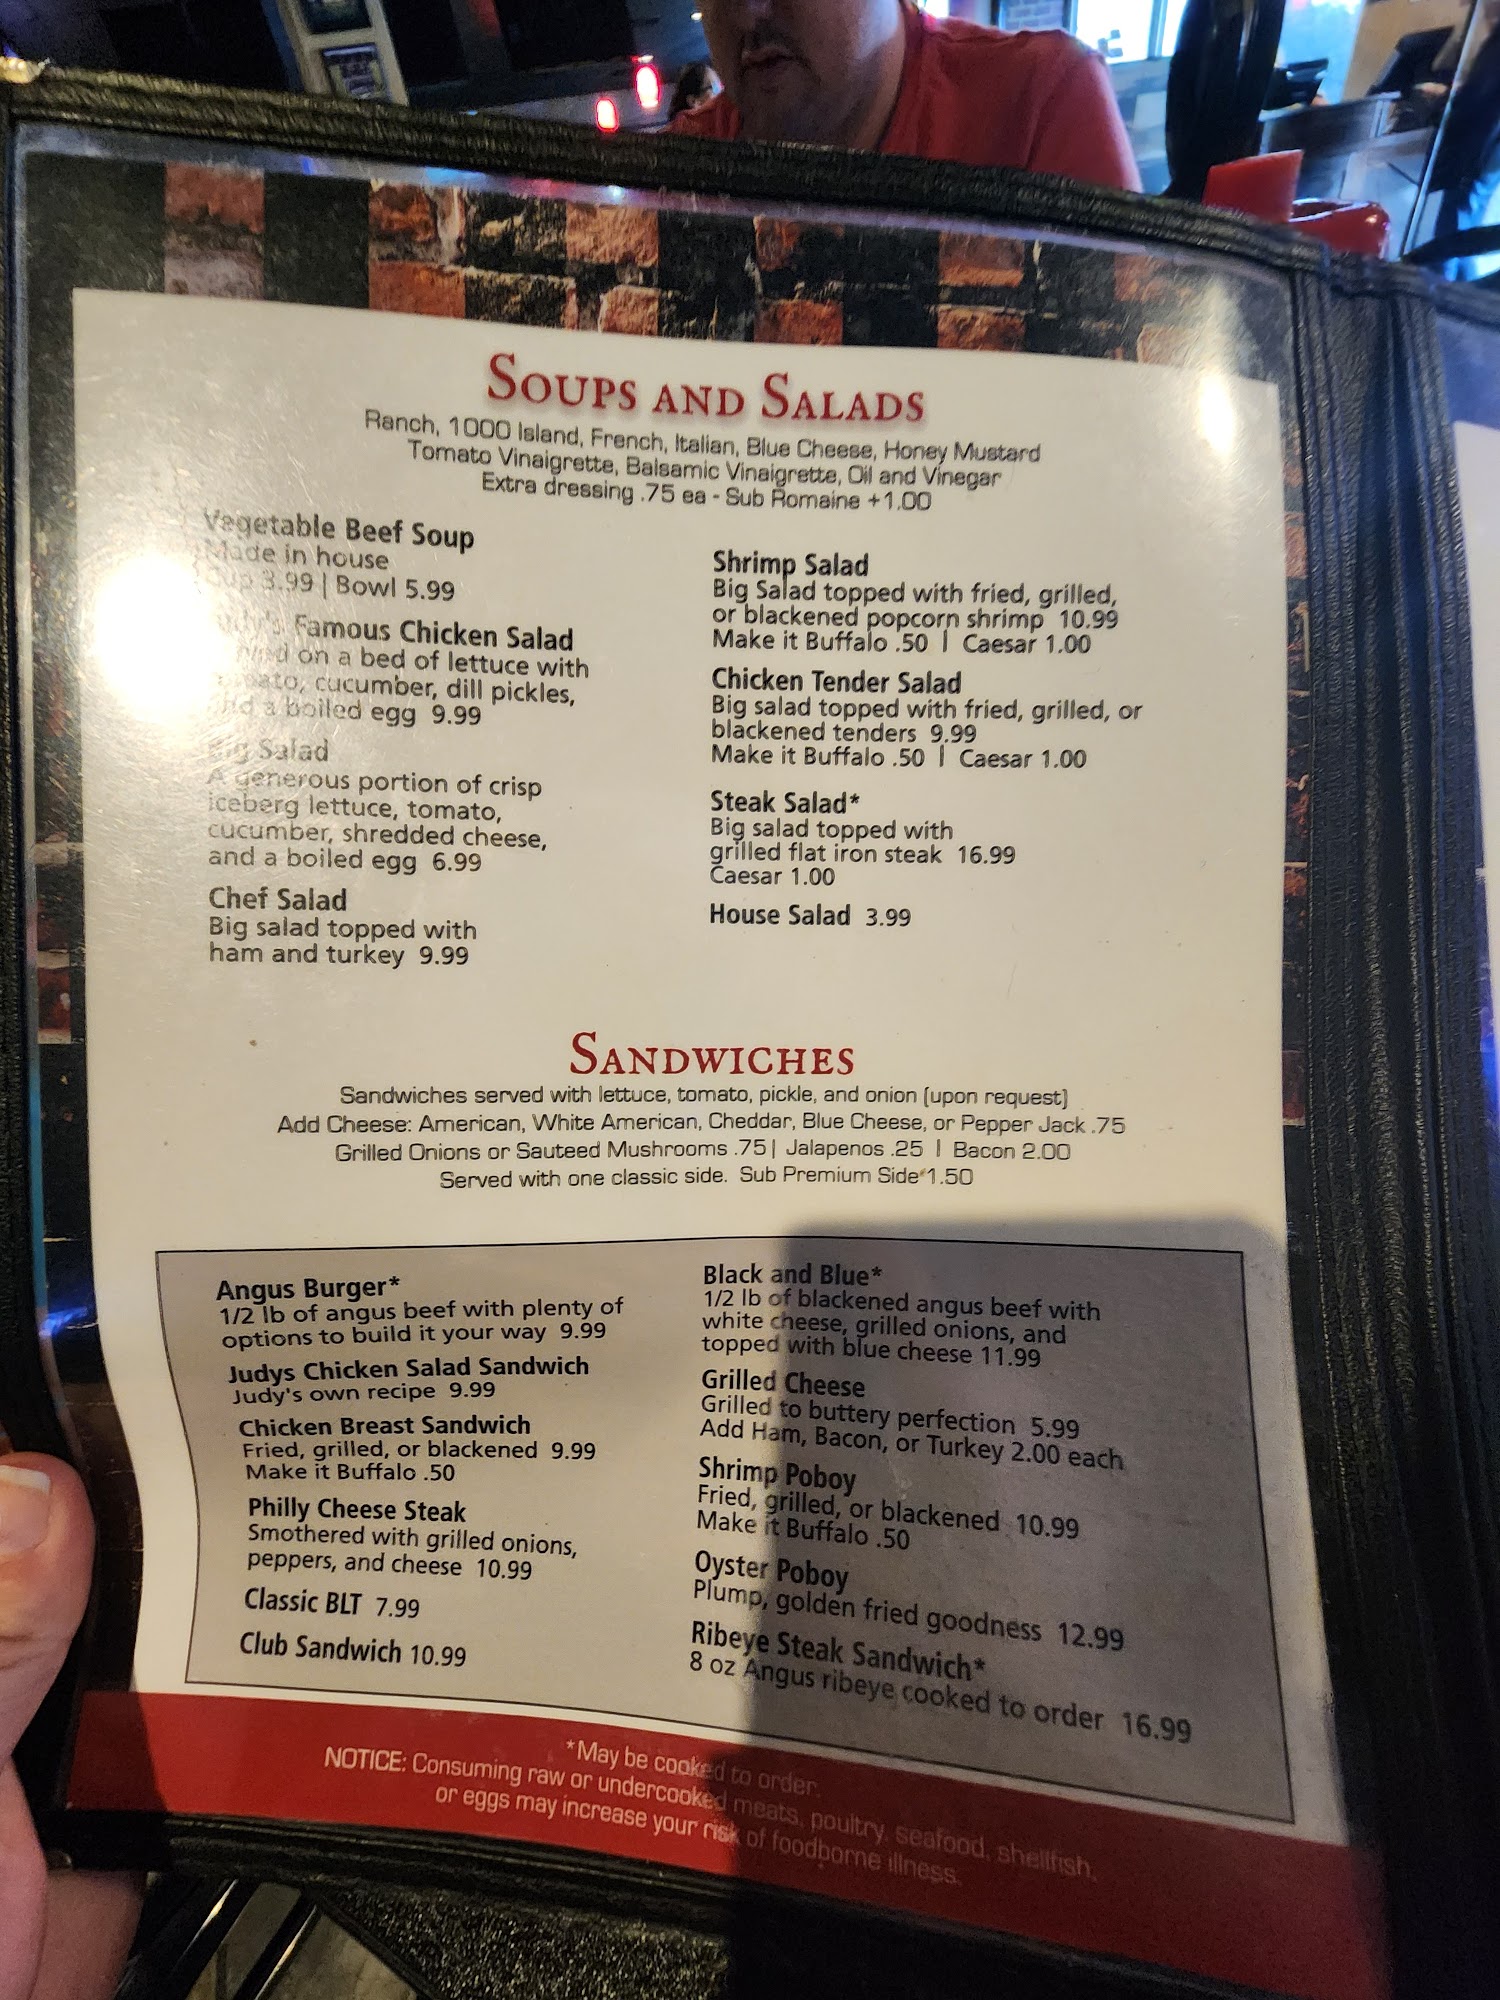 Soups and Salads
Ranch, 1000 Island, French, Italian, Blue Cheese, Honey Mustard
Tomato Vinaigrette, Balsamic Vinaigrette, Oil and Vinegar
Extra dressing .75 ea - Sub Romaine +1.00
Vegetable Beef Soup
Made in house
Cup 3.99 | Bowl 5.99
Judy's Famous Chicken Salad
on a bed of lettuce with
tomato, cucumber, dill pickles,
and a boiled egg 9.99
Big Salad
A generous portion of crisp
iceberg lettuce, tomato,
cucumber, shredded cheese,
and a boiled egg 6.99
Chef Salad
Big salad topped with
ham and turkey 9.99
Shrimp Salad
Big Salad topped with fried, grilled,
or blackened popcorn shrimp 10.99
Make it Buffalo .50 | Caesar 1.00
Chicken Tender Salad
Big salad topped with fried, grilled, or
blackened tenders 9.99
Make it Buffalo .50 | Caesar 1.00
Steak Salad*
Big salad topped with
grilled flat iron steak 16.99
Caesar 1.00
House Salad 3.99
Sandwiches
Sandwiches served with lettuce, tomato, pickle, and onion (upon request)
Add Cheese: American, White American, Cheddar, Blue Cheese, or Pepper Jack .75
Grilled Onions or Sauteed Mushrooms .75| Jalapenos .25 | Bacon 2.00
Served with one classic side. Sub Premium Side 1.50
Angus Burger*
1/2 lb of angus beef with plenty of
options to build it your way 9.99
Judys Chicken Salad Sandwich
Judy's own recipe 9.99
Chicken Breast Sandwich
Fried, grilled, or blackened 9.99
Make it Buffalo .50
Philly Cheese Steak
Smothered with grilled onions,
peppers, and cheese 10.99
Classic BLT 7.99
Club Sandwich 10.99
Black and Blue*
1/2 lb of blackened angus beef with
white cheese, grilled onions, and
topped with blue cheese 11.99
Grilled Cheese
Grilled to buttery perfection 5.99
Add Ham, Bacon, or Turkey 2.00 each
Shrimp Poboy
Fried, grilled, or blackened 10.99
Make it Buffalo .50
Oyster Poboy
Plump, golden fried goodness 12.99
Ribeye Steak Sandwich*
8 oz Angus ribeye cooked to order 16.99
*May be cooked to order.
NOTICE: Consuming raw or undercooked meats, poultry, seafood, shellfish,
or eggs may increase your risk of foodborne illness.